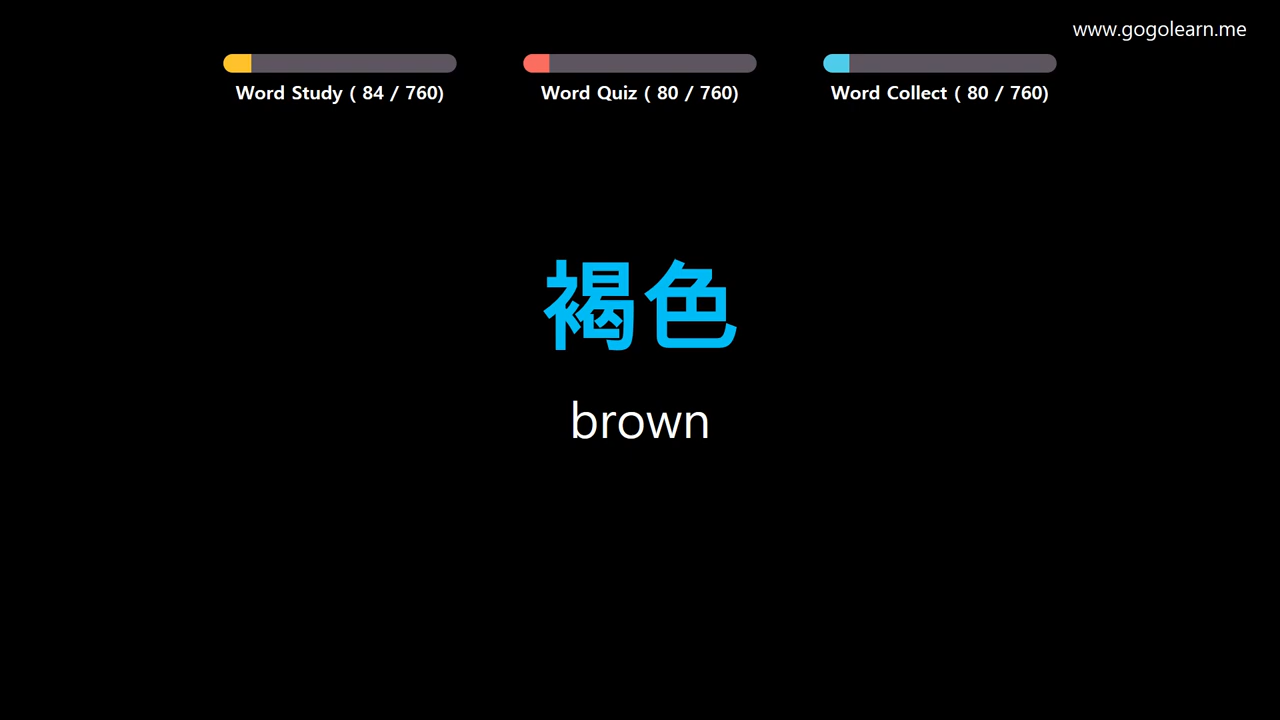 www.gogolearn.me
Word Study ( 84 / 760)
Word Quiz ( 80 / 760)
Word Collect ( 80 / 760)
褐色
brown